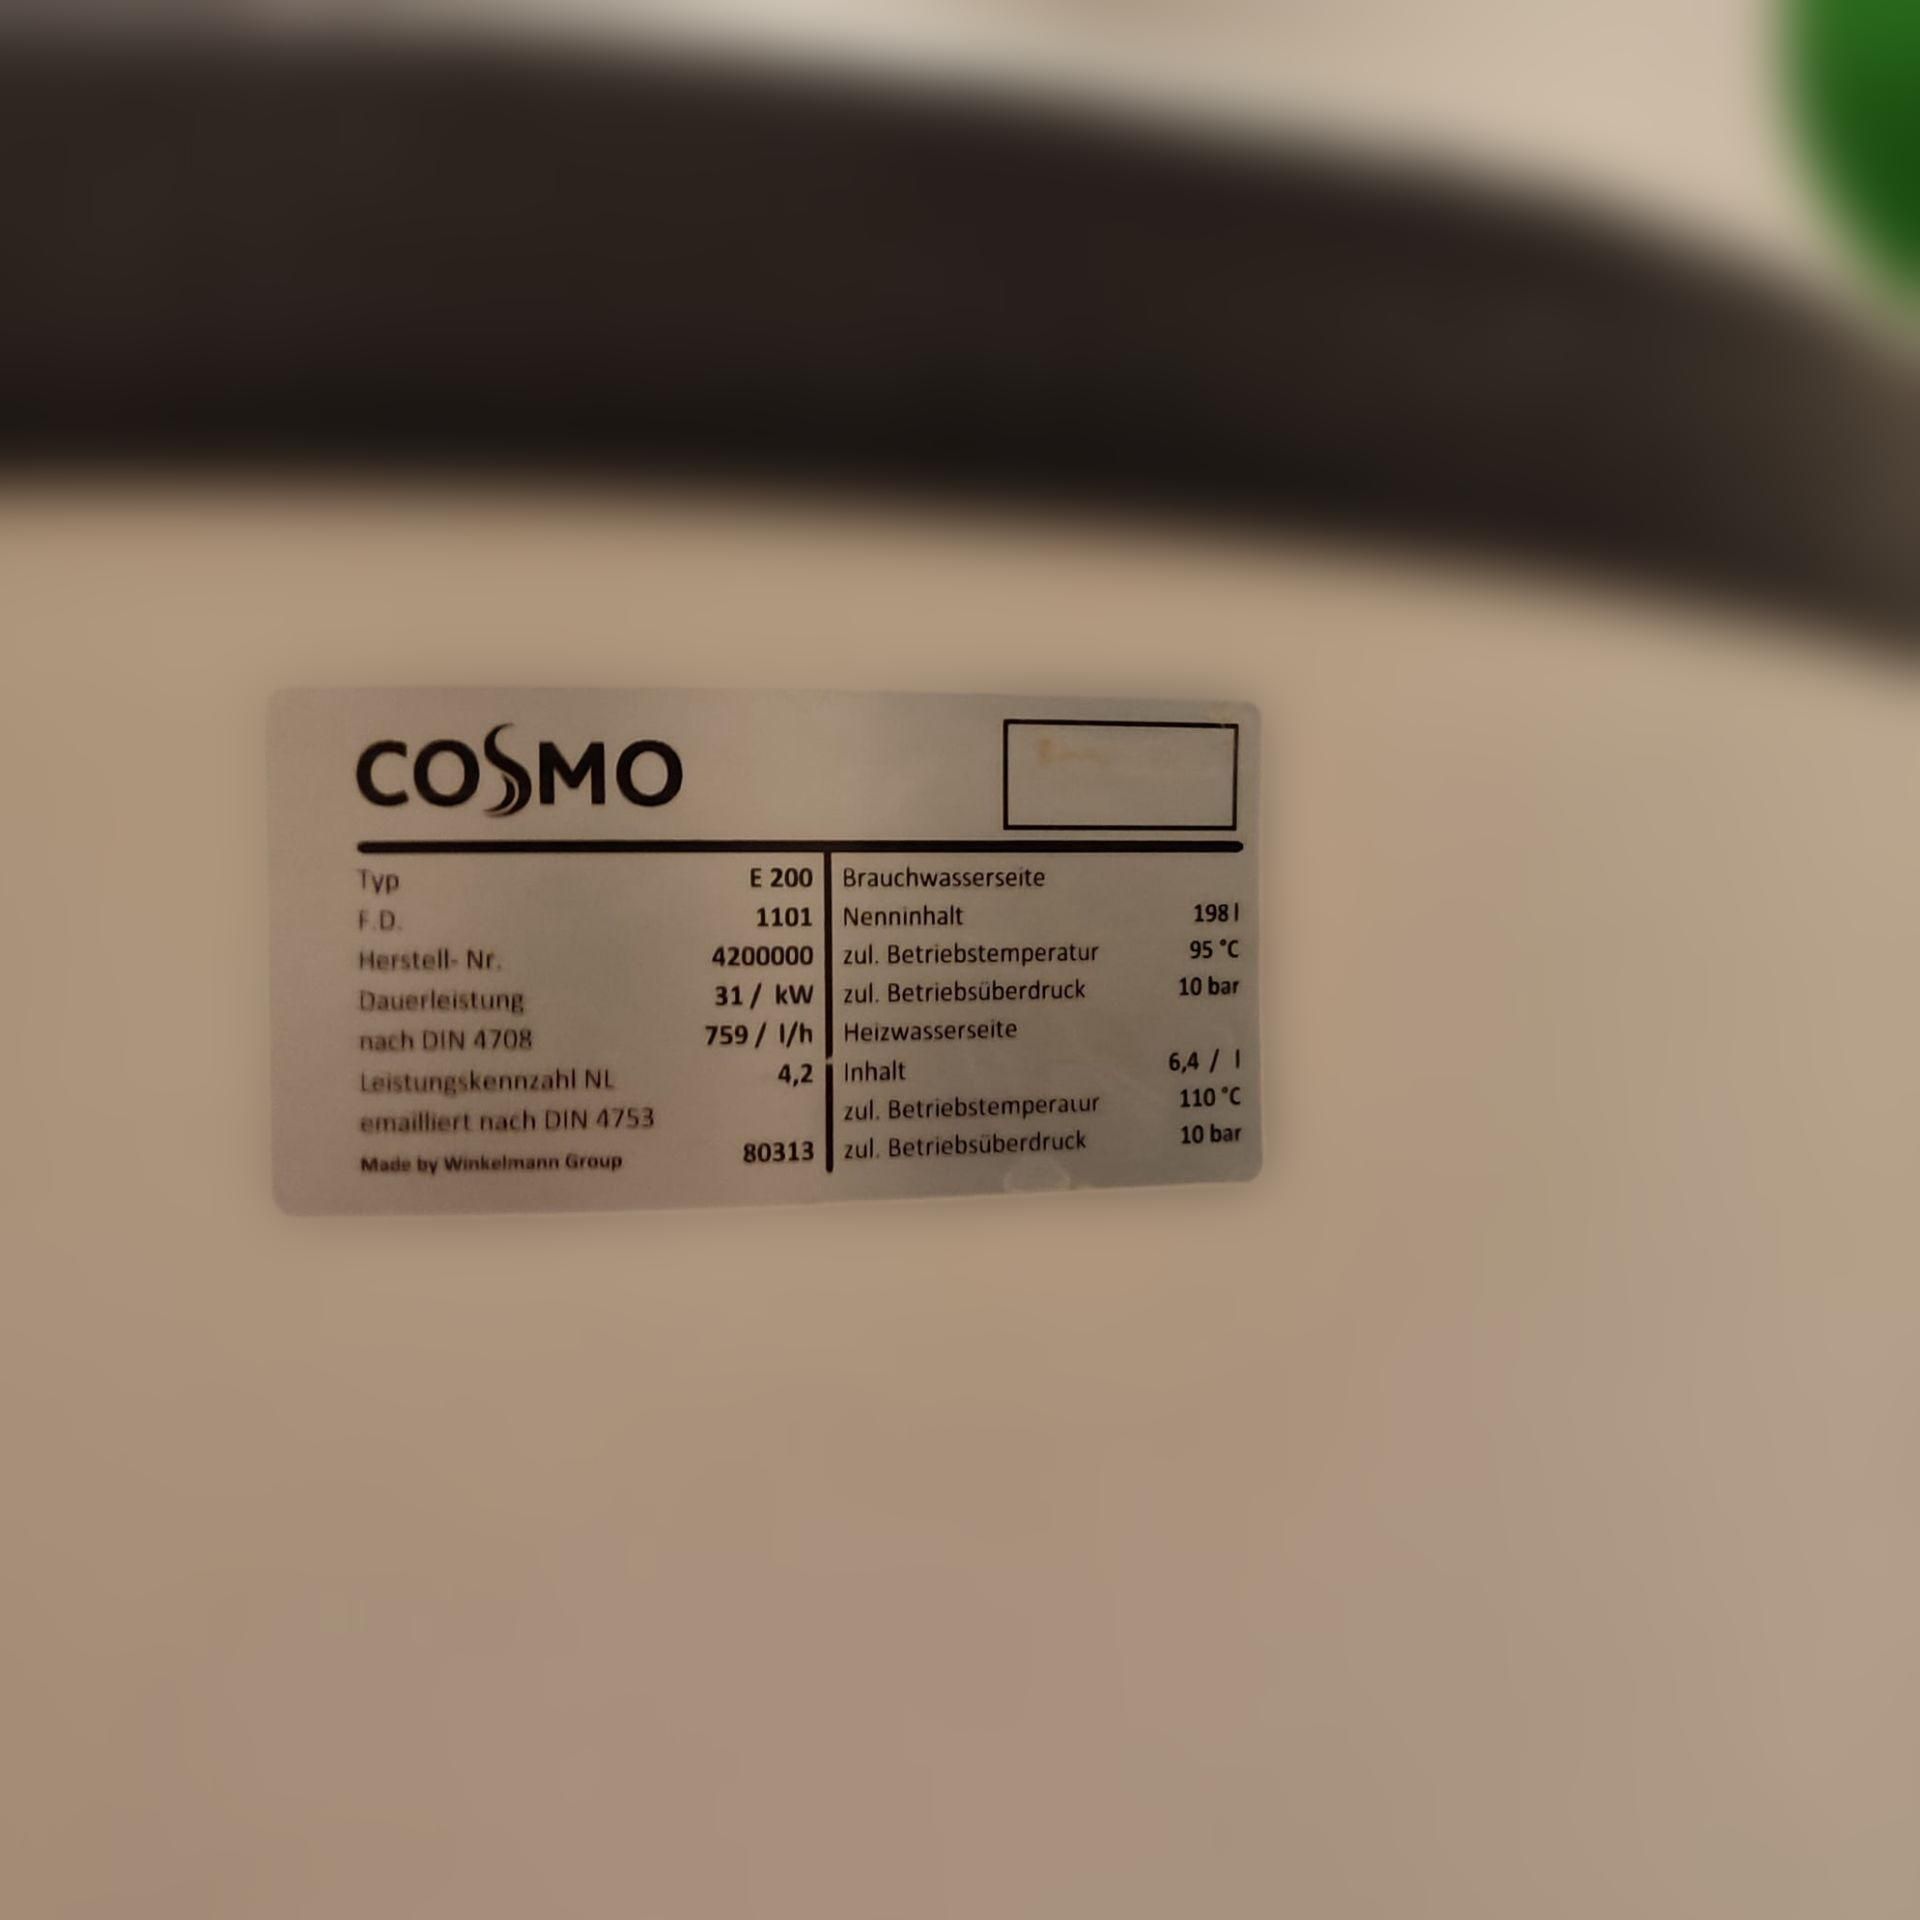 COSMO
Typ E 200
F.D. 1101
Herstell- Nr. 4200000
Dauerleistung 31 / kW
nach DIN 4708 759 / l/h
Leistungskennzahl NL 4,2
emailliert nach DIN 4753
Made by Winkelmann Group 80313
Brauchwasserseite
Nenninhalt 198 l
zul. Betriebstemperatur 95 °C
zul. Betriebsüberdruck 10 bar
Heizwasserseite
Inhalt 6,4 / l
zul. Betriebstemperatur 110 °C
zul. Betriebsüberdruck 10 bar